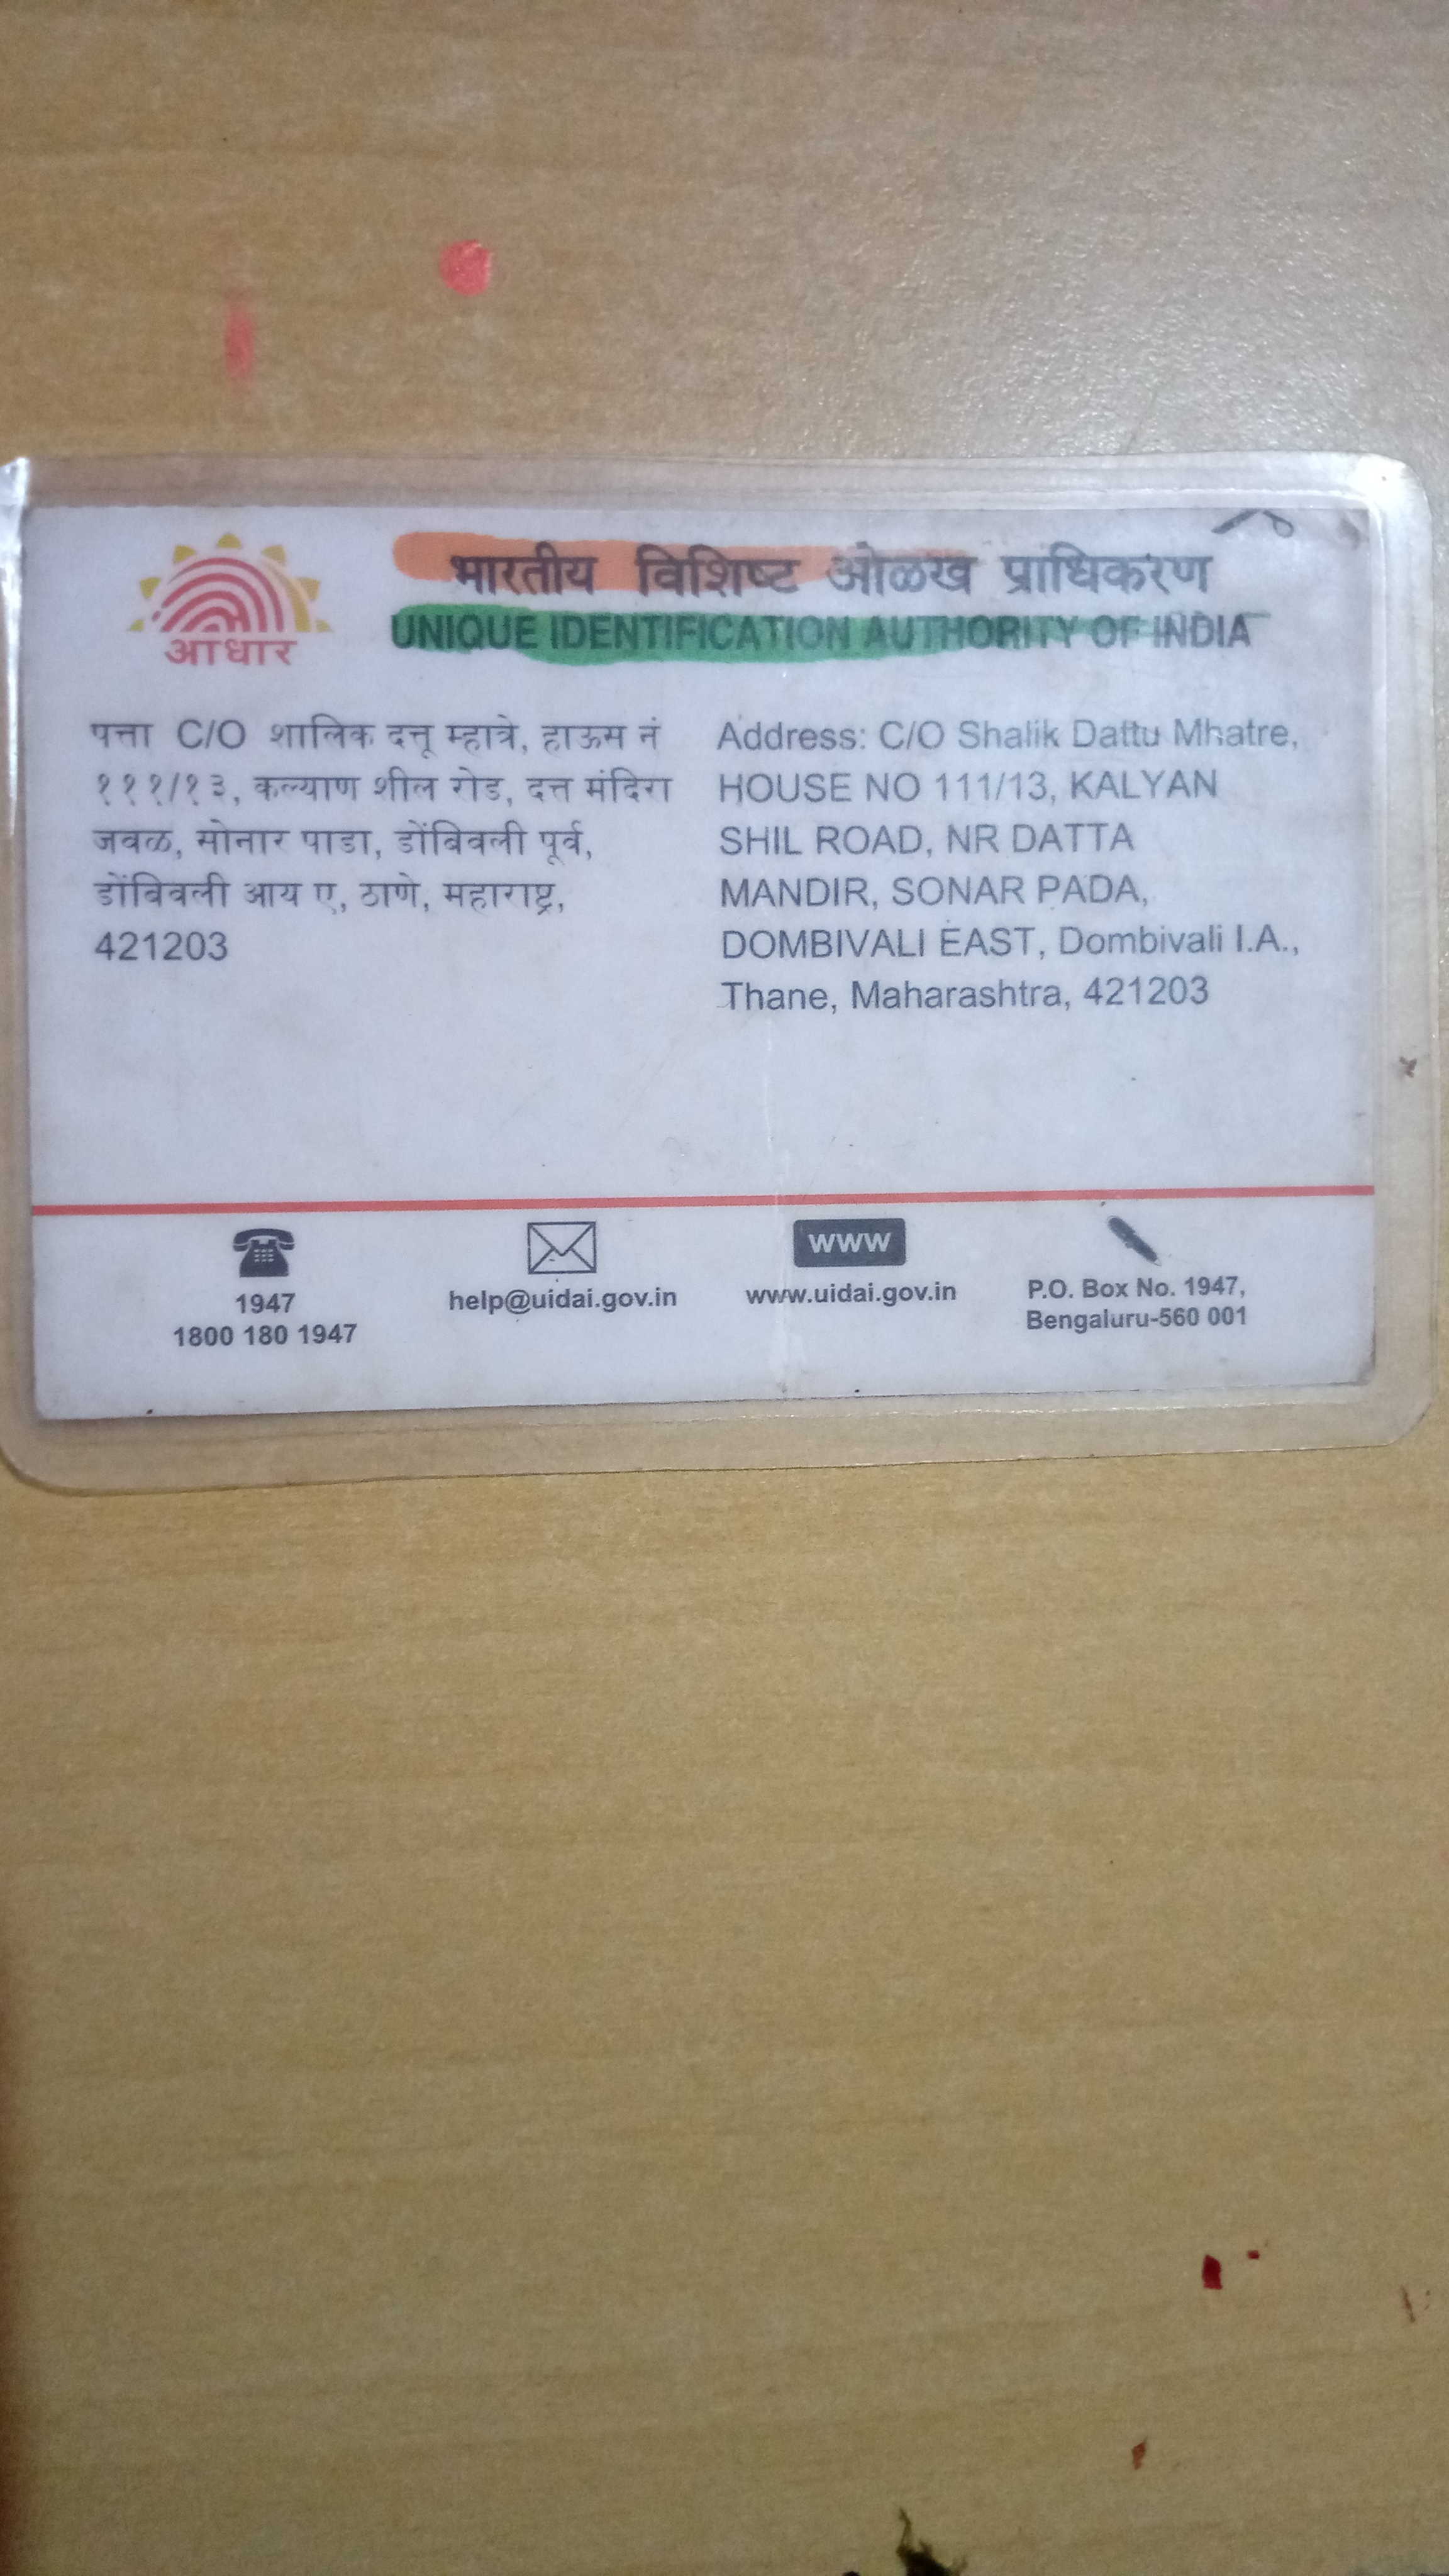 आधार
भारतीय विशिष्ट ओळख प्राधिकरण
UNIQUE IDENTIFICATION AUTHORITY OF INDIA
पत्ता C/O शालिक दत्तू म्हात्रे, हाऊस नं
१११/१३, कल्याण शील रोड, दत्त मंदिरा
जवळ, सोनार पाडा, डोंबिवली पूर्व,
डोंबिवली आय ए, ठाणे, महाराष्ट्र,
421203
Address: C/O Shalik Dattu Mhatre,
HOUSE NO 111/13, KALYAN
SHIL ROAD, NR DATTA
MANDIR, SONAR PADA,
DOMBIVALI EAST, Dombivali I.A.,
Thane, Maharashtra, 421203
1947
1800 180 1947
help@uidai.gov.in
www
www.uidai.gov.in
P.O. Box No. 1947,
Bengaluru-560 001